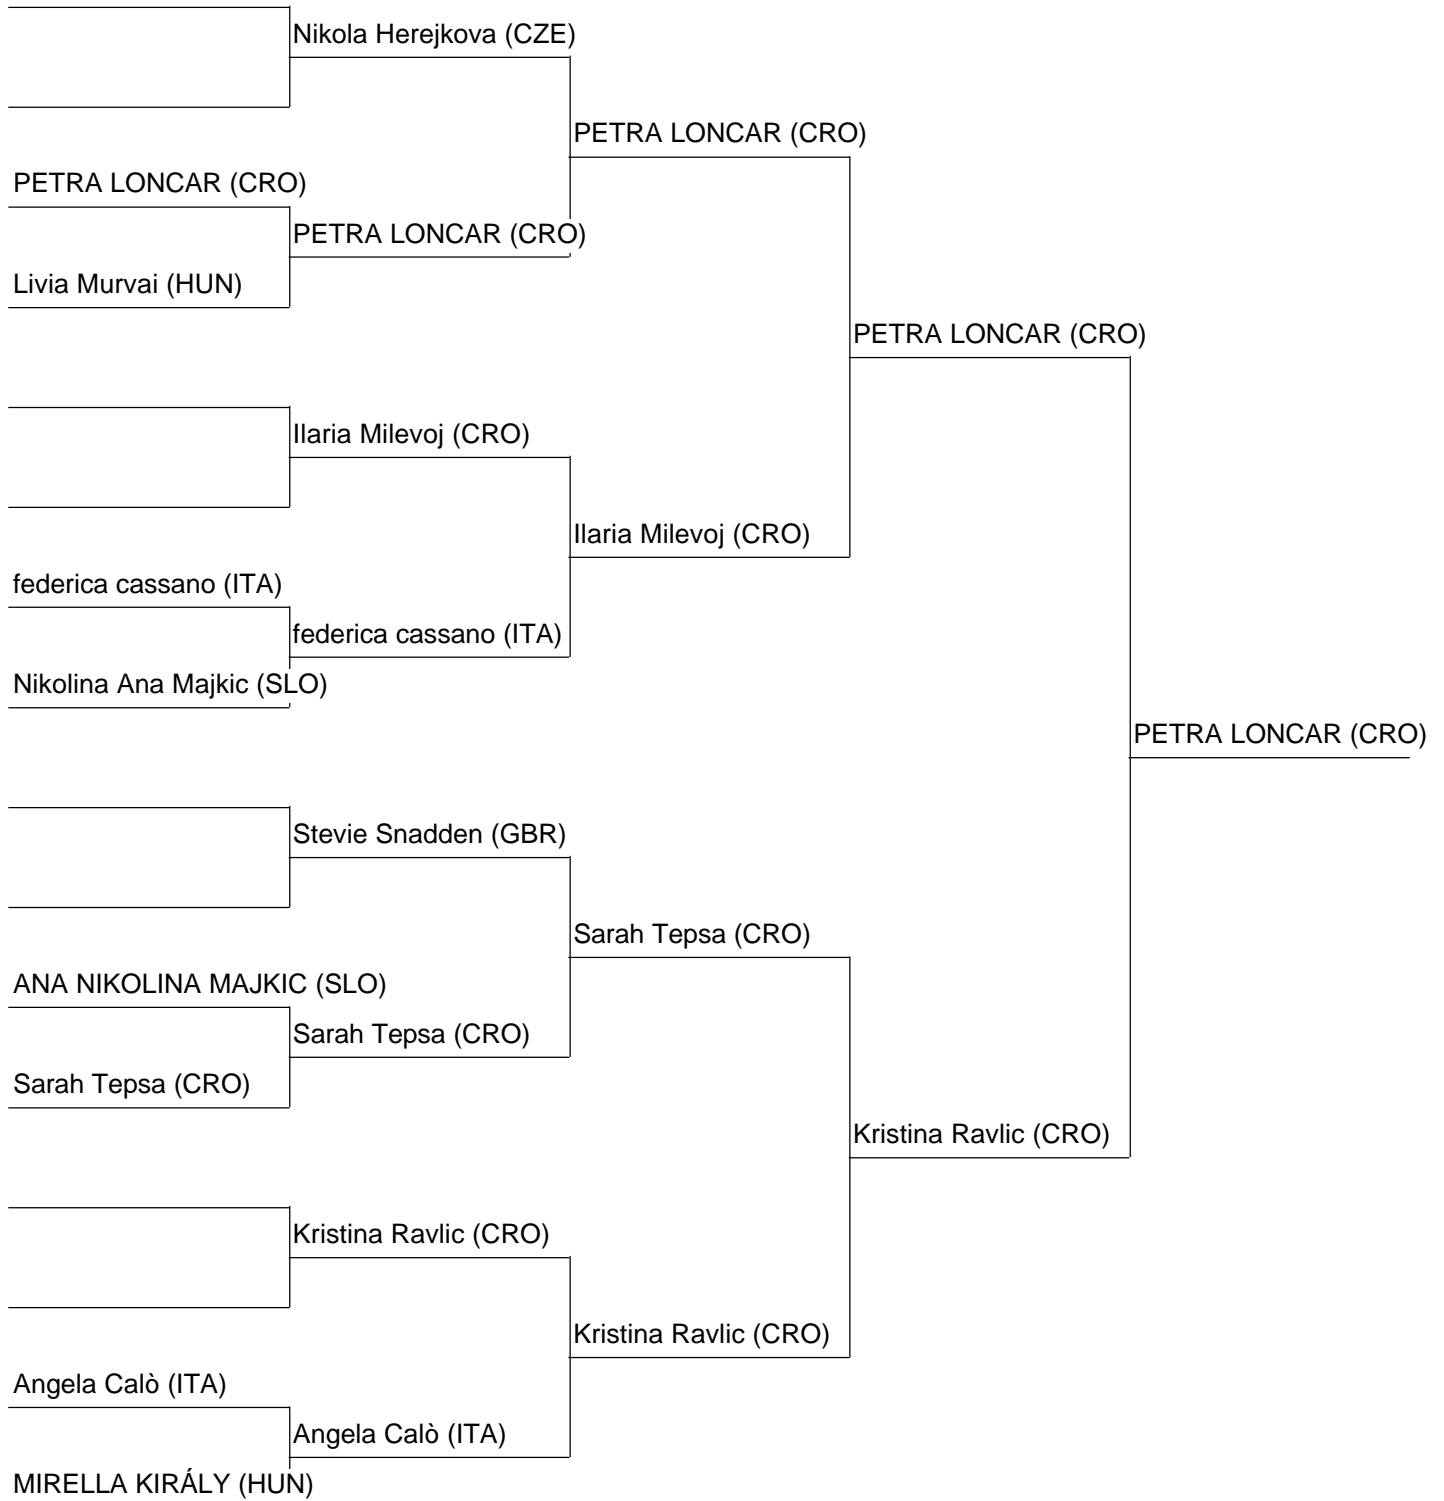 Nikola Herejkova (CZE)
PETRA LONCAR (CRO)
PETRA LONCAR (CRO)
PETRA LONCAR (CRO)
Livia Murvai (HUN)
PETRA LONCAR (CRO)
Ilaria Milevoj (CRO)
Ilaria Milevoj (CRO)
federica cassano (ITA)
federica cassano (ITA)
Nikolina Ana Majkic (SLO)
PETRA LONCAR (CRO)
Stevie Snadden (GBR)
Sarah Tepsa (CRO)
ANA NIKOLINA MAJKIC (SLO)
Sarah Tepsa (CRO)
Sarah Tepsa (CRO)
Kristina Ravlic (CRO)
Kristina Ravlic (CRO)
Kristina Ravlic (CRO)
Angela Calò (ITA)
Angela Calò (ITA)
MIRELLA KIRÁLY (HUN)